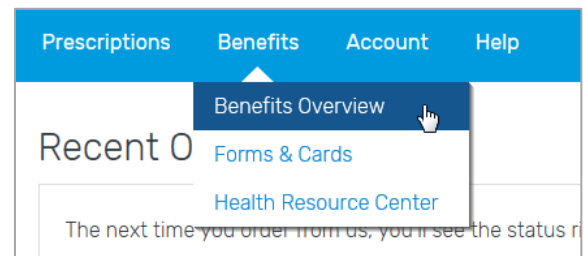 Prescriptions Benefits Account Help
Benefits Overview
Recent O
Forms & Cards
Health Resource Center
The next time you order from us, you'll see the status ri